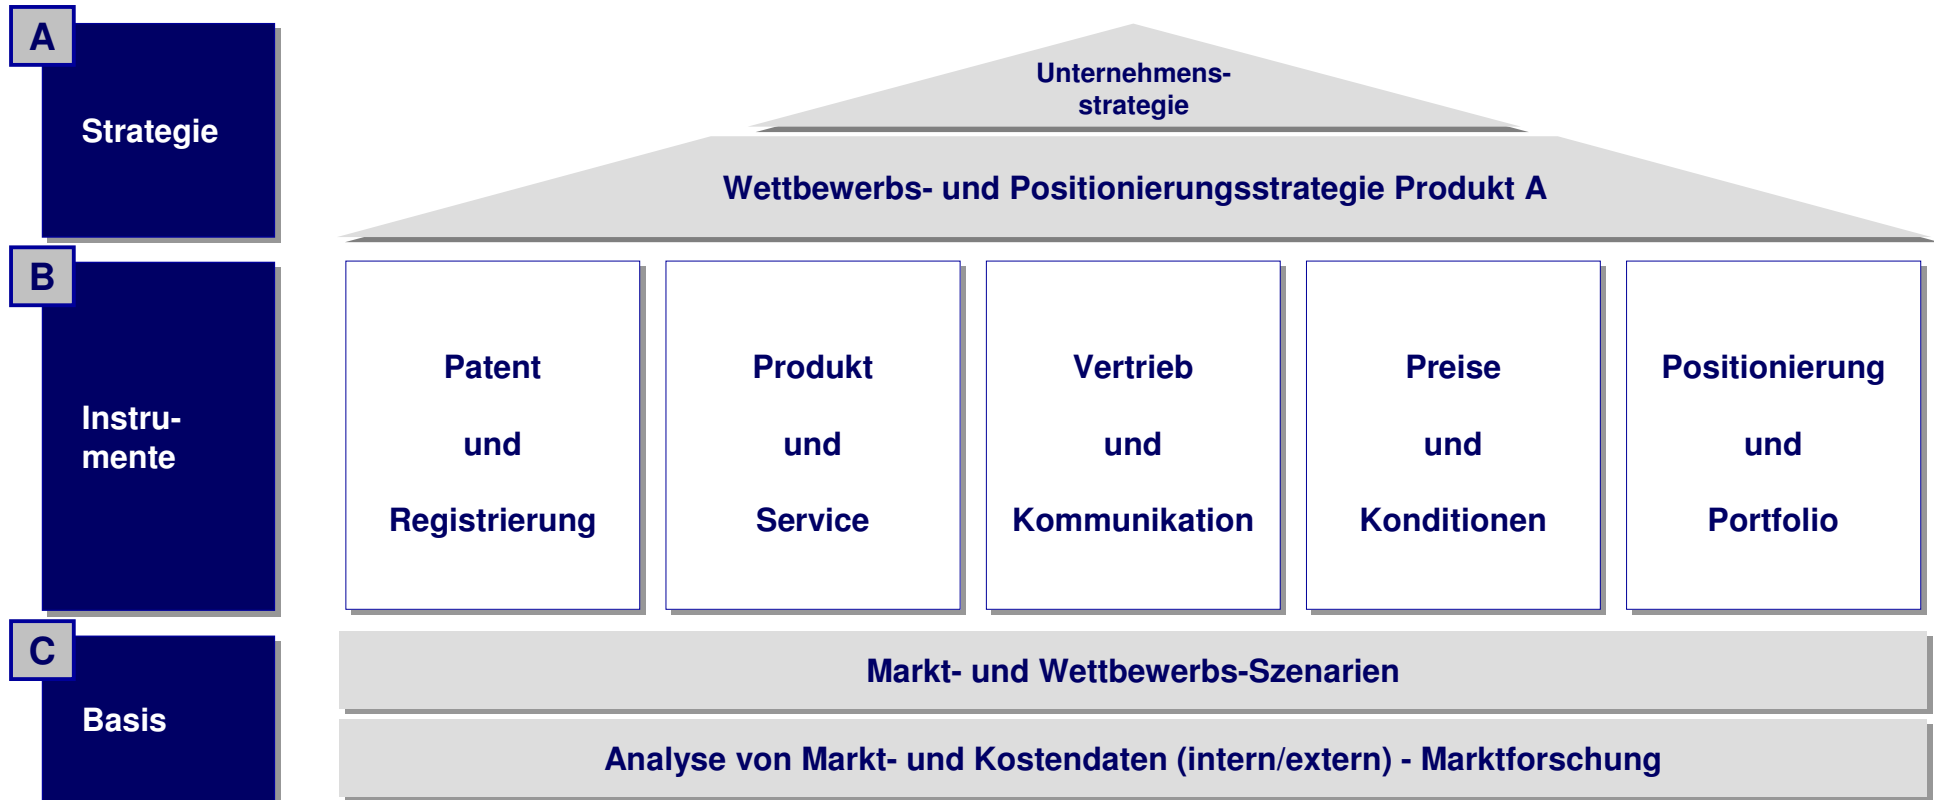 A
Strategie
Unternehmens-
strategie
Wettbewerbs- und Positionierungsstrategie Produkt A
B
Instru-
mente
Patent
und
Registrierung
Produkt
und
Service
Vertrieb
und
Kommunikation
Preise
und
Konditionen
Positionierung
und
Portfolio
C
Basis
Markt- und Wettbewerbs-Szenarien
Analyse von Markt- und Kostendaten (intern/extern) - Marktforschung